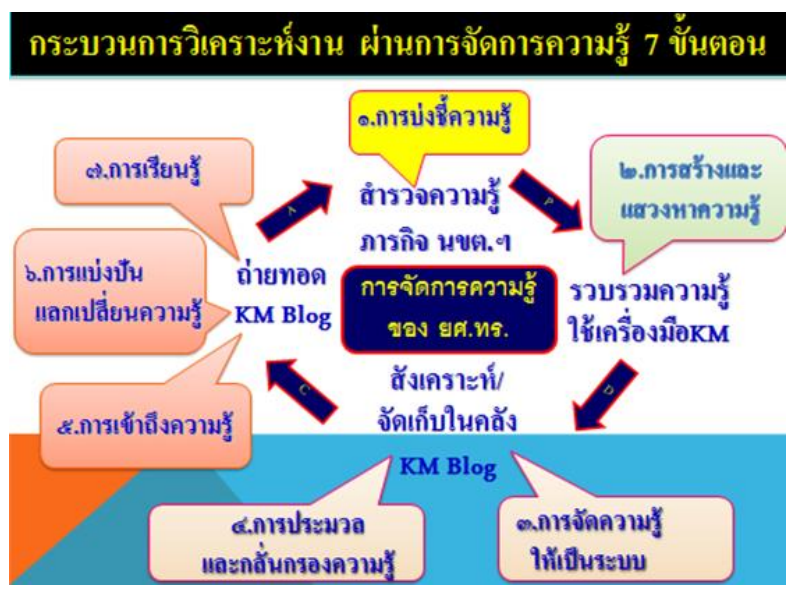 กระบวนการวิเคราะห์งาน ผ่านการจัดการความรู้ 7 ขั้นตอน
๑.การบ่งชี้ความรู้
สำรวจความรู้
ภารกิจ นขต.ฯ
P
๒.การสร้างและ
แสวงหาความรู้
รวบรวมความรู้
ใช้เครื่องมือKM
D
๓.การจัดความรู้
ให้เป็นระบบ
สังเคราะห์/
จัดเก็บในคลัง
KM Blog
๔.การประมวล
และกลั่นกรองความรู้
C
๕.การเข้าถึงความรู้
๖.การแบ่งปัน
แลกเปลี่ยนความรู้
ถ่ายทอด
KM Blog
๗.การเรียนรู้
A
การจัดการความรู้
ของ ยศ.ทร.